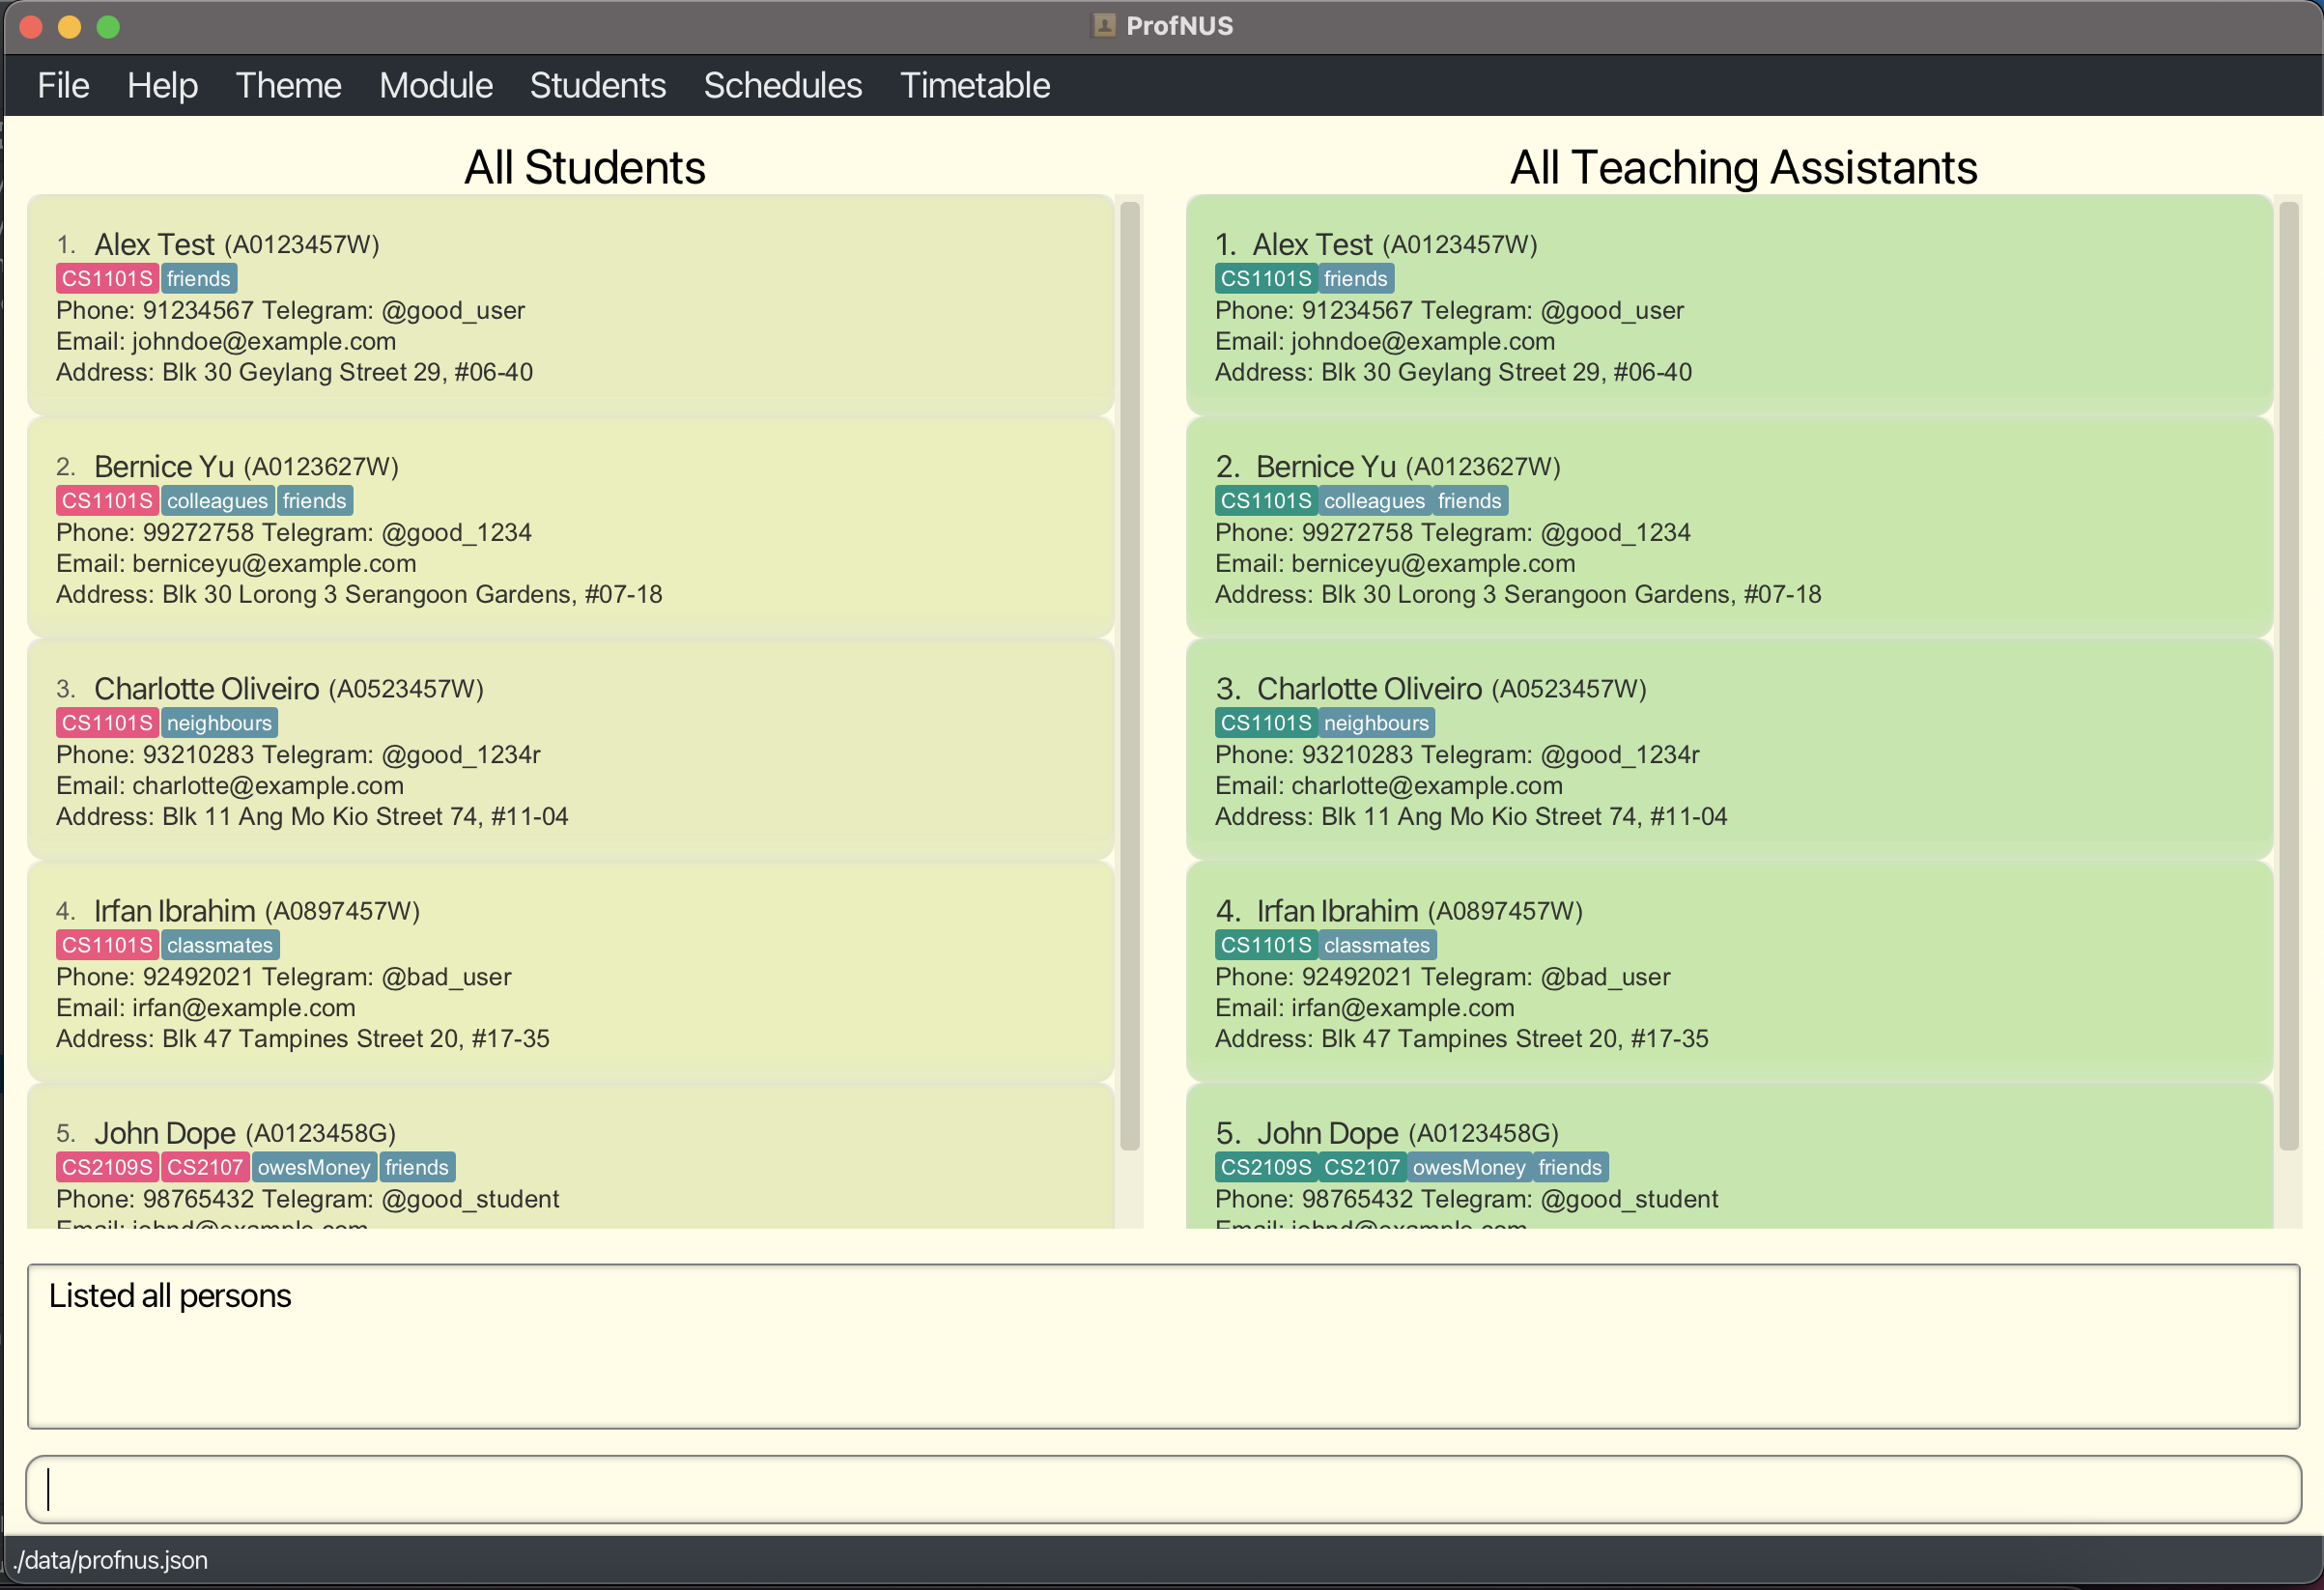 ProfNUS
File Help Theme Module Students Schedules Timetable
All Students
1. Alex Test (A0123457W)
CS1101S friends
Phone: 91234567 Telegram: @good_user
Email: johndoe@example.com
Address: Blk 30 Geylang Street 29, #06-40
2. Bernice Yu (A0123627W)
CS1101S colleagues friends
Phone: 99272758 Telegram: @good_1234
Email: berniceyu@example.com
Address: Blk 30 Lorong 3 Serangoon Gardens, #07-18
3. Charlotte Oliveiro (A0523457W)
CS1101S neighbours
Phone: 93210283 Telegram: @good_1234r
Email: charlotte@example.com
Address: Blk 11 Ang Mo Kio Street 74, #11-04
4. Irfan Ibrahim (A0897457W)
CS1101S classmates
Phone: 92492021 Telegram: @bad_user
Email: irfan@example.com
Address: Blk 47 Tampines Street 20, #17-35
5. John Dope (A0123458G)
CS2109S CS2107 owesMoney friends
Phone: 98765432 Telegram: @good_student
Email: johnd@example.com
All Teaching Assistants
1. Alex Test (A0123457W)
CS1101S friends
Phone: 91234567 Telegram: @good_user
Email: johndoe@example.com
Address: Blk 30 Geylang Street 29, #06-40
2. Bernice Yu (A0123627W)
CS1101S colleagues friends
Phone: 99272758 Telegram: @good_1234
Email: berniceyu@example.com
Address: Blk 30 Lorong 3 Serangoon Gardens, #07-18
3. Charlotte Oliveiro (A0523457W)
CS1101S neighbours
Phone: 93210283 Telegram: @good_1234r
Email: charlotte@example.com
Address: Blk 11 Ang Mo Kio Street 74, #11-04
4. Irfan Ibrahim (A0897457W)
CS1101S classmates
Phone: 92492021 Telegram: @bad_user
Email: irfan@example.com
Address: Blk 47 Tampines Street 20, #17-35
5. John Dope (A0123458G)
CS2109S CS2107 owesMoney friends
Phone: 98765432 Telegram: @good_student
Email: johnd@example.com
Listed all persons
./data/profnus.json